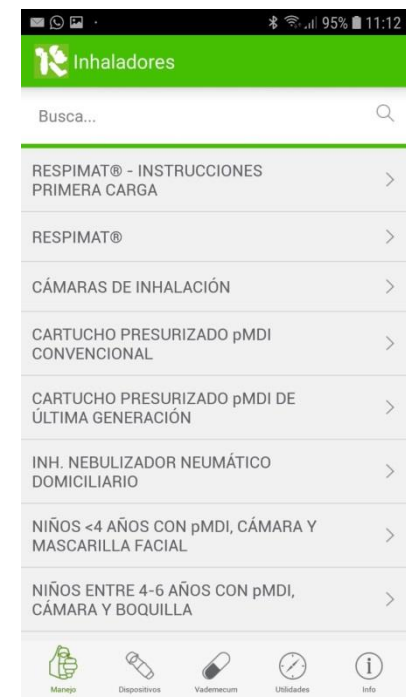 95% 11:12
Inhaladores
Busca...
RESPIMAT® - INSTRUCCIONES
PRIMERA CARGA
RESPIMAT®
CÁMARAS DE INHALACIÓN
CARTUCHO PRESURIZADO pMDI
CONVENCIONAL
CARTUCHO PRESURIZADO pMDI DE
ÚLTIMA GENERACIÓN
INH. NEBULIZADOR NEUMÁTICO
DOMICILIARIO
NIÑOS <4 AÑOS CON pMDI, CÁMARA Y
MASCARILLA FACIAL
NIÑOS ENTRE 4-6 AÑOS CON pMDI,
CÁMARA Y BOQUILLA
Manejo Dispositivos Vademecum Utilidades Info